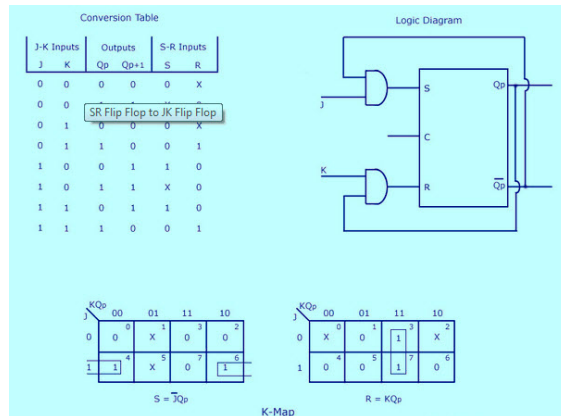 Conversion Table
Logic Diagram
J-K Inputs Outputs S-R Inputs
J K Qp Qp+1 S R
0 0 0 0 0 X
0 0
SR Flip Flop to JK Flip Flop
0 1 0 0 0 X
0 1 1 0 0 1
1 0 0 1 1 0
1 0 1 1 X 0
1 1 0 1 1 0
1 1 1 0 0 1
J
K
S
C
R
Qp
Q̅p
KQp
J
00 01 11 10
0 0 0 X 1 0 3 0 2
1 1 4 X 5 0 7 1 6
S = J̅Qp
KQp
J
00 01 11 10
0 X 0 0 1 1 3 X 2
1 0 4 0 5 1 7 0 6
R = KQp
K-Map